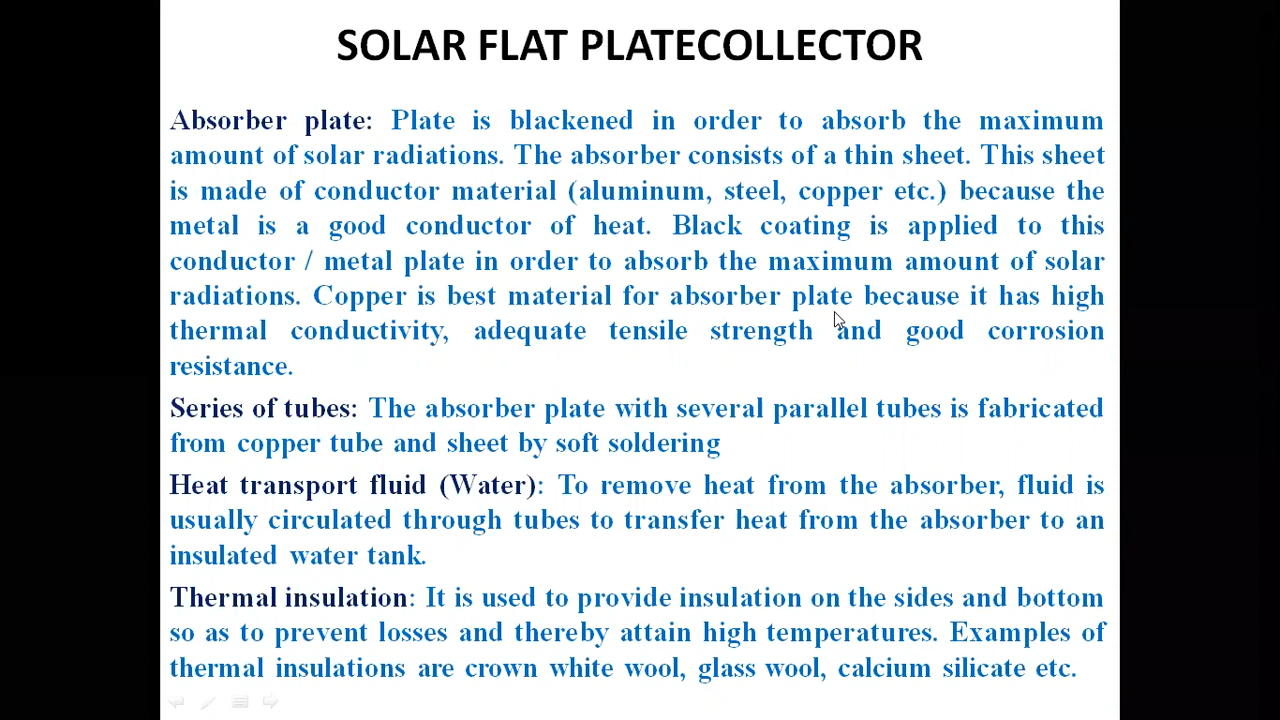 SOLAR FLAT PLATECOLLECTOR
Absorber plate: Plate is blackened in order to absorb the maximum
amount of solar radiations. The absorber consists of a thin sheet. This sheet
is made of conductor material (aluminum, steel, copper etc.) because the
metal is a good conductor of heat. Black coating is applied to this
conductor / metal plate in order to absorb the maximum amount of solar
radiations. Copper is best material for absorber plate because it has high
thermal conductivity, adequate tensile strength and good corrosion
resistance.
Series of tubes: The absorber plate with several parallel tubes is fabricated
from copper tube and sheet by soft soldering
Heat transport fluid (Water): To remove heat from the absorber, fluid is
usually circulated through tubes to transfer heat from the absorber to an
insulated water tank.
Thermal insulation: It is used to provide insulation on the sides and bottom
so as to prevent losses and thereby attain high temperatures. Examples of
thermal insulations are crown white wool, glass wool, calcium silicate etc.